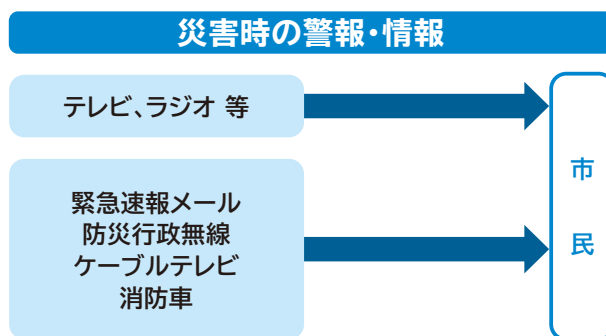 災害時の警報・情報
テレビ、ラジオ 等
緊急速報メール
防災行政無線
ケーブルテレビ
消防車
市民